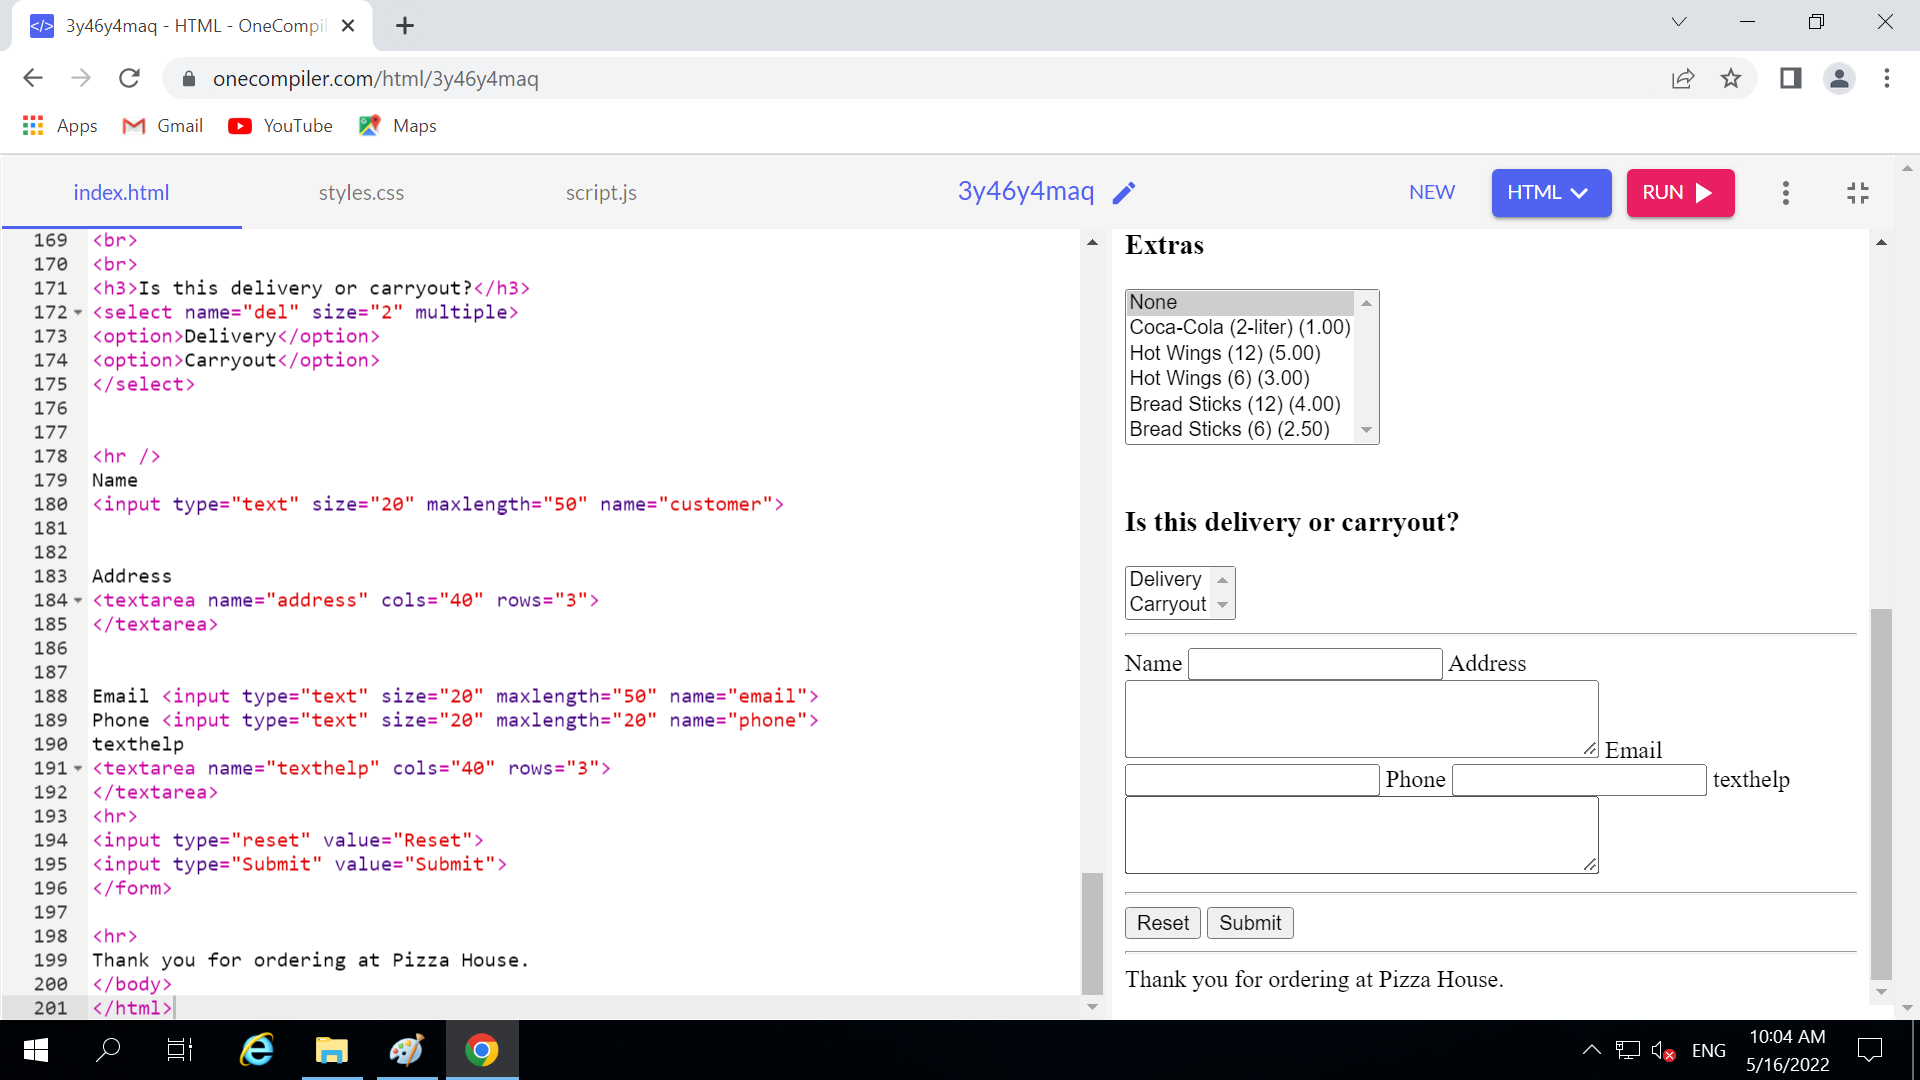 3y46y4maq - HTML - OneCompil
onecompiler.com/html/3y46y4maq
Apps Gmail YouTube Maps
index.html styles.css script.js 3y46y4maq NEW HTML RUN
169 <br>
170 <br>
171 <h3>Is this delivery or carryout?</h3>
172 <select name="del" size="2" multiple>
173 <option>Delivery</option>
174 <option>Carryout</option>
175 </select>
176
177
178 <hr />
179 Name
180 <input type="text" size="20" maxlength="50" name="customer">
181
182
183 Address
184 <textarea name="address" cols="40" rows="3">
185 </textarea>
186
187
188 Email <input type="text" size="20" maxlength="50" name="email">
189 Phone <input type="text" size="20" maxlength="20" name="phone">
190 texthelp
191 <textarea name="texthelp" cols="40" rows="3">
192 </textarea>
193 <hr>
194 <input type="reset" value="Reset">
195 <input type="Submit" value="Submit">
196 </form>
197
198 <hr>
199 Thank you for ordering at Pizza House.
200 </body>
201 </html>
Extras
None
Coca-Cola (2-liter) (1.00)
Hot Wings (12) (5.00)
Hot Wings (6) (3.00)
Bread Sticks (12) (4.00)
Bread Sticks (6) (2.50)
Is this delivery or carryout?
Delivery
Carryout
Name Address
Email
Phone texthelp
Reset Submit
Thank you for ordering at Pizza House.
ENG
10:04 AM
5/16/2022